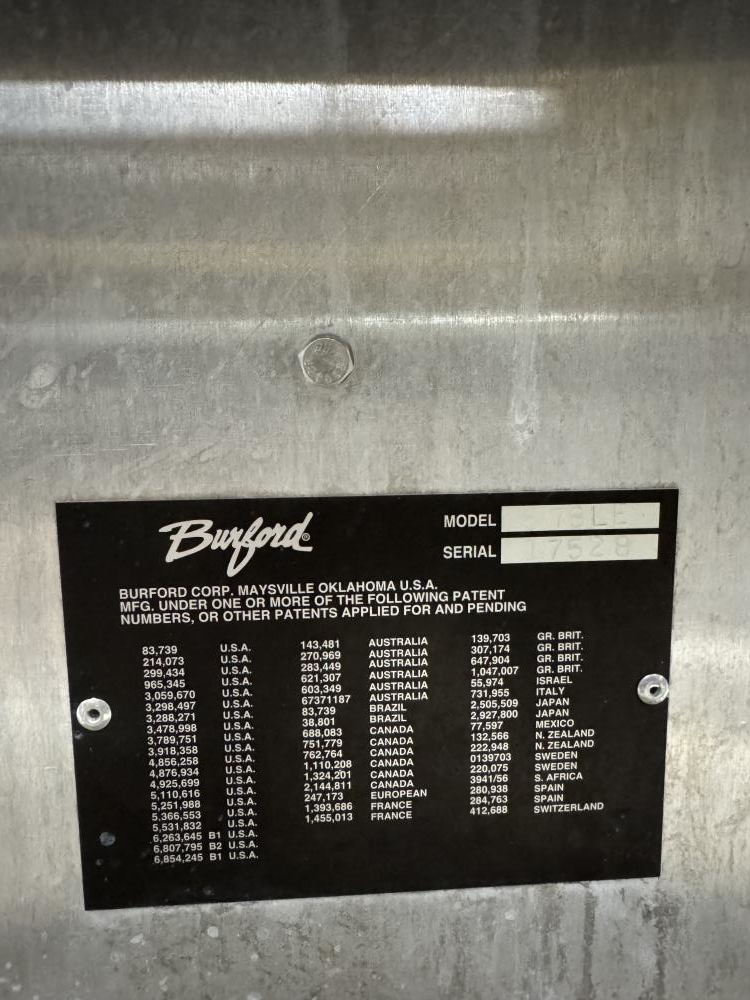 Burford®
MODEL
SERIAL 17528
BURFORD CORP. MAYSVILLE OKLAHOMA U.S.A.
MFG. UNDER ONE OR MORE OF THE FOLLOWING PATENT
NUMBERS, OR OTHER PATENTS APPLIED FOR AND PENDING
83,739 U.S.A.
214,073 U.S.A.
299,434 U.S.A.
965,345 U.S.A.
3,059,670 U.S.A.
3,298,497 U.S.A.
3,288,271 U.S.A.
3,478,998 U.S.A.
3,789,751 U.S.A.
3,918,358 U.S.A.
4,856,258 U.S.A.
4,876,934 U.S.A.
4,925,699 U.S.A.
5,110,616 U.S.A.
5,251,988 U.S.A.
5,366,553 U.S.A.
5,531,832 U.S.A.
6,263,645 B1 U.S.A.
6,807,795 B2 U.S.A.
6,854,245 B1 U.S.A.
143,481 AUSTRALIA
270,969 AUSTRALIA
283,449 AUSTRALIA
621,307 AUSTRALIA
603,349 AUSTRALIA
67371187 AUSTRALIA
83,739 BRAZIL
38,801 BRAZIL
688,083 CANADA
751,779 CANADA
762,764 CANADA
1,110,208 CANADA
1,324,201 CANADA
2,144,811 CANADA
247,173 EUROPEAN
1,393,686 FRANCE
1,455,013 FRANCE
139,703 GR. BRIT.
307,174 GR. BRIT.
647,904 GR. BRIT.
1,047,007 GR. BRIT.
55,974 ISRAEL
731,955 ITALY
2,505,509 JAPAN
2,927,800 JAPAN
77,597 MEXICO
132,566 N. ZEALAND
222,948 N. ZEALAND
0139703 SWEDEN
220,075 SWEDEN
3941/56 S. AFRICA
280,938 SPAIN
284,763 SPAIN
412,688 SWITZERLAND